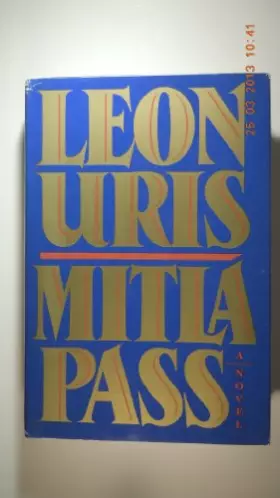 LEON
URIS
MITLA
PASS
A NOVEL
25 03 2013 10:41